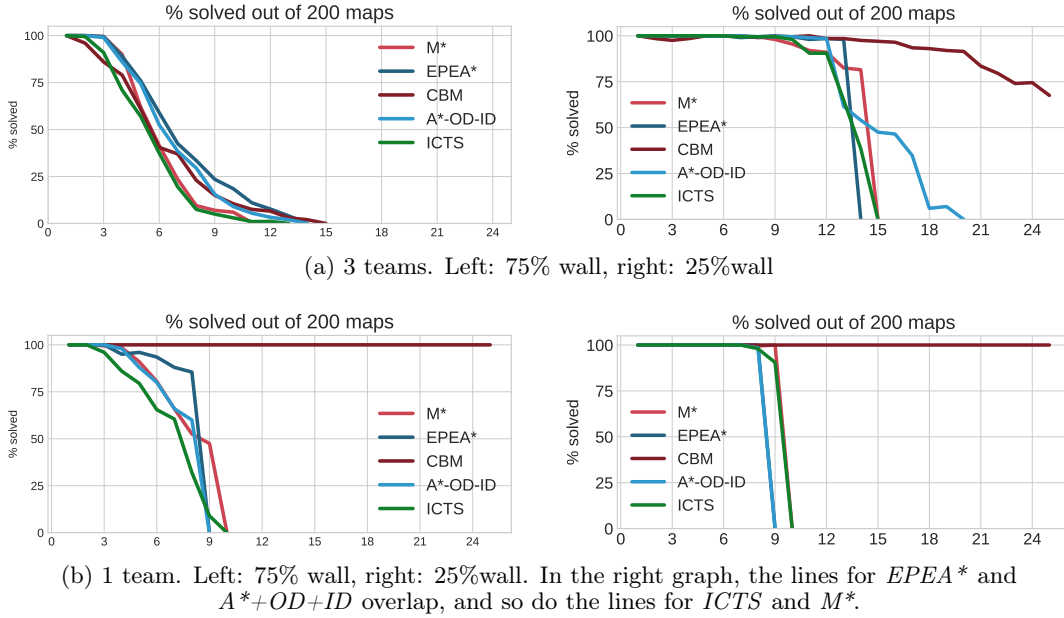 % solved out of 200 maps
% solved
100
75
50
25
0
0 3 6 9 12 15 18 21 24
M*
EPEA*
CBM
A*-OD-ID
ICTS
% solved out of 200 maps
% solved
100
75
50
25
0
0 3 6 9 12 15 18 21 24
M*
EPEA*
CBM
A*-OD-ID
ICTS
(a) 3 teams. Left: 75% wall, right: 25%wall
% solved out of 200 maps
% solved
100
75
50
25
0
0 3 6 9 12 15 18 21 24
M*
EPEA*
CBM
A*-OD-ID
ICTS
% solved out of 200 maps
% solved
100
75
50
25
0
0 3 6 9 12 15 18 21 24
M*
EPEA*
CBM
A*-OD-ID
ICTS
(b) 1 team. Left: 75% wall, right: 25%wall. In the right graph, the lines for EPEA* and
A*+OD+ID overlap, and so do the lines for ICTS and M*.